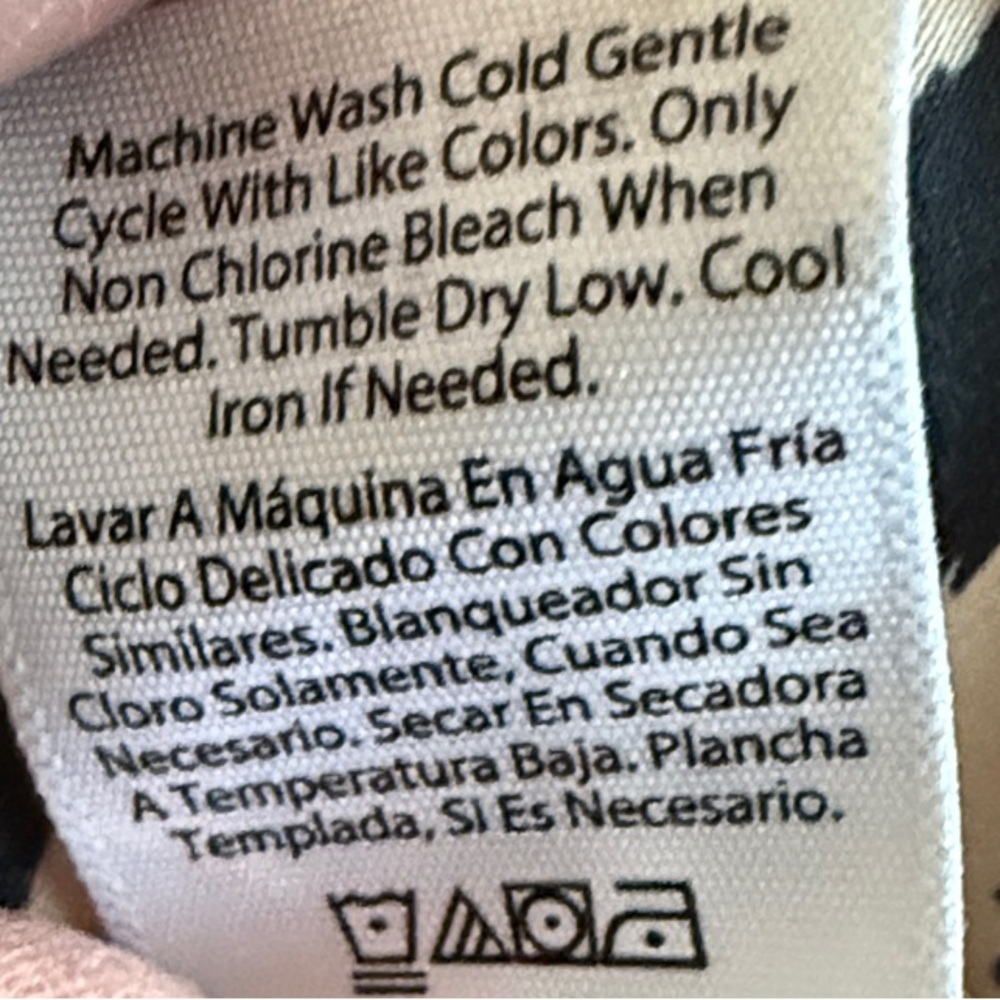 Machine Wash Cold Gentle
Cycle With Like Colors. Only
Non Chlorine Bleach When
Needed. Tumble Dry Low. Cool
Iron If Needed.
Lavar A Máquina En Agua Fría
Ciclo Delicado Con Colores
Similares. Blanqueador Sin
Cloro Solamente, Cuando Sea
Necesario. Secar En Secadora
A Temperatura Baja. Plancha
Templada, Si Es Necesario.